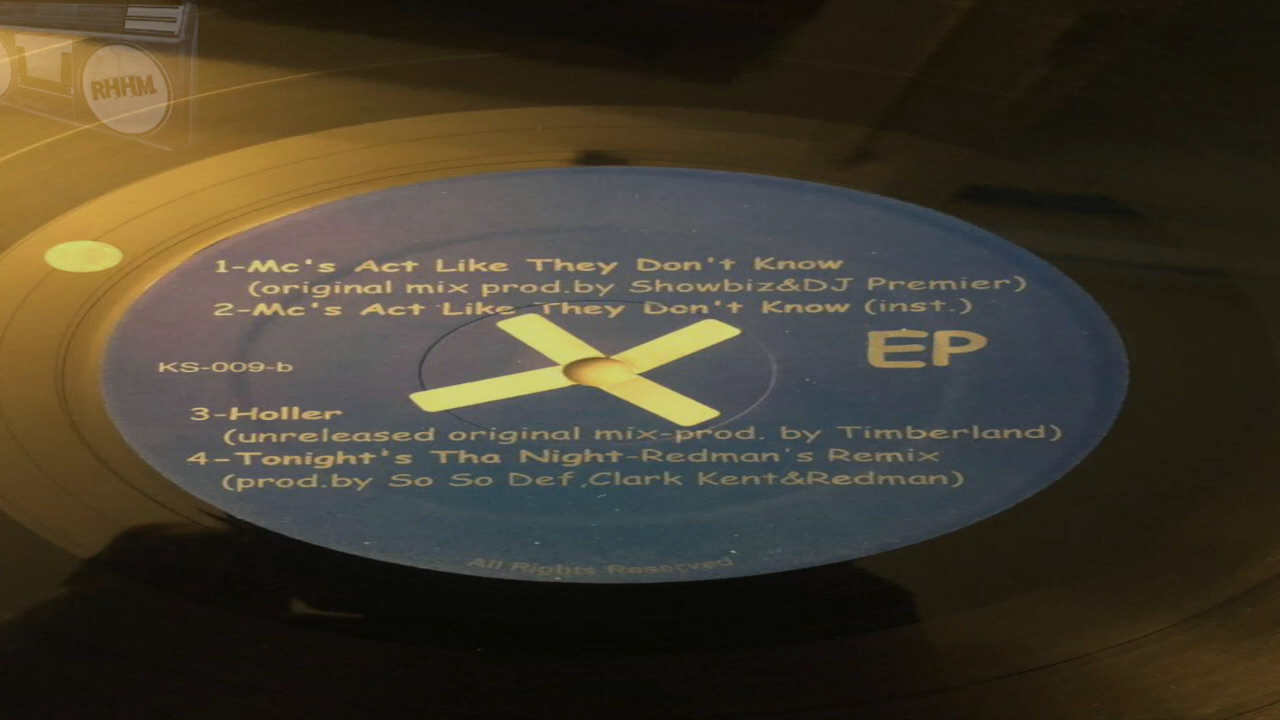 RHHM
1-Mc's Act Like They Don't Know
(original mix prod.by Showbiz&DJ Premier)
2-Mc's Act Like They Don't Know (inst.)
EP
KS-009-b
3-Holler
(unreleased original mix-prod. by Timberland)
4-Tonight's Tha Night-Redman's Remix
(prod.by So So Def,Clark Kent&Redman)
All Rights Reserved